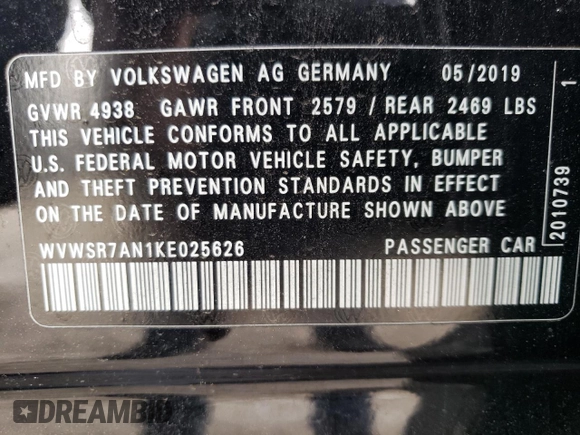 MFD BY VOLKSWAGEN AG GERMANY 05/2019
GVWR 4938 GAWR FRONT 2579 / REAR 2469 LBS
THIS VEHICLE CONFORMS TO ALL APPLICABLE
U.S. FEDERAL MOTOR VEHICLE SAFETY, BUMPER
AND THEFT PREVENTION STANDARDS IN EFFECT
ON THE DATE OF MANUFACTURE SHOWN ABOVE
WVWSR7AN1KE025626 PASSENGER CAR
2010739 1
DREAMBID